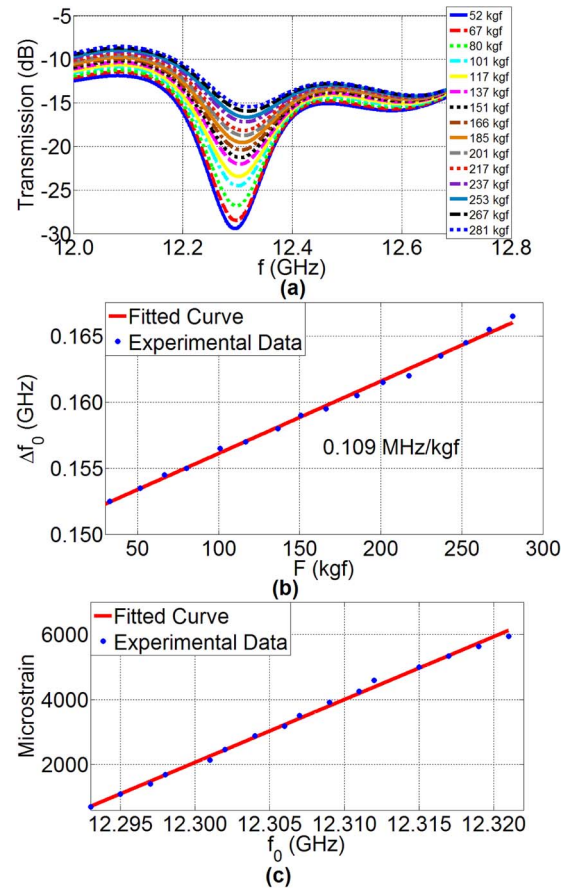 -5
-10
-15
-20
-25
-30
Transmission (dB)
12.0
12.2
12.4
12.6
12.8
f (GHz)
52 kgf
67 kgf
80 kgf
101 kgf
117 kgf
137 kgf
151 kgf
166 kgf
185 kgf
201 kgf
217 kgf
237 kgf
253 kgf
267 kgf
281 kgf
(a)
Fitted Curve
Experimental Data
0.165
0.160
0.155
0.150
Δf0 (GHz)
0.109 MHz/kgf
50
100
150
200
250
300
F (kgf)
(b)
Fitted Curve
Experimental Data
6000
4000
2000
Microstrain
12.295
12.300
12.305
12.310
12.315
12.320
f0 (GHz)
(c)